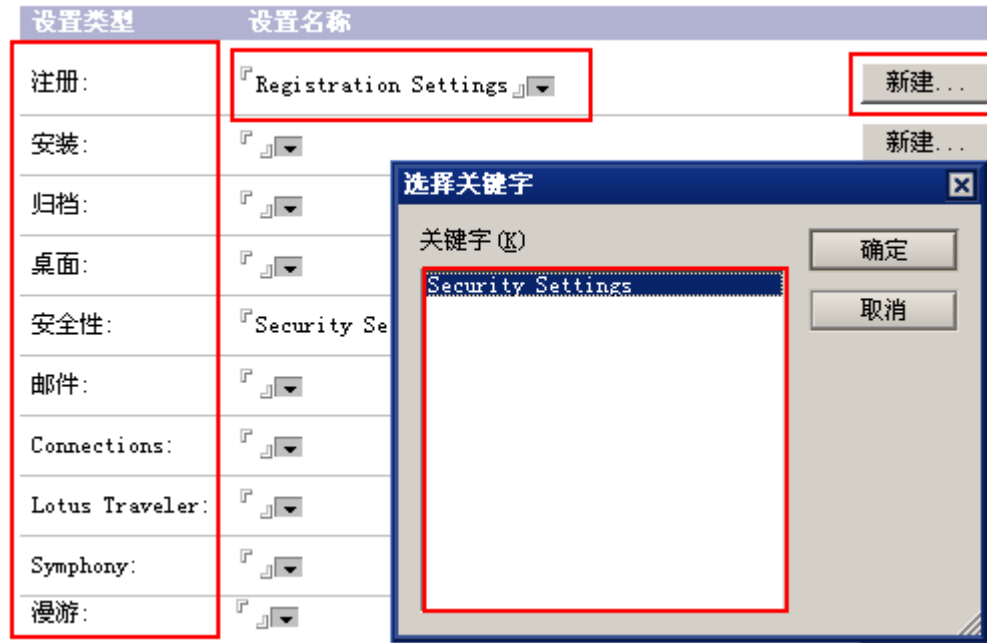 设置类型 设置名称
注册: Registration Settings 新建...
安装: 新建...
选择关键字
归档:
关键字(K) 确定
桌面:
Security Settings
取消
安全性: Security Se
邮件:
Connections:
Lotus Traveler:
Symphony:
漫游: